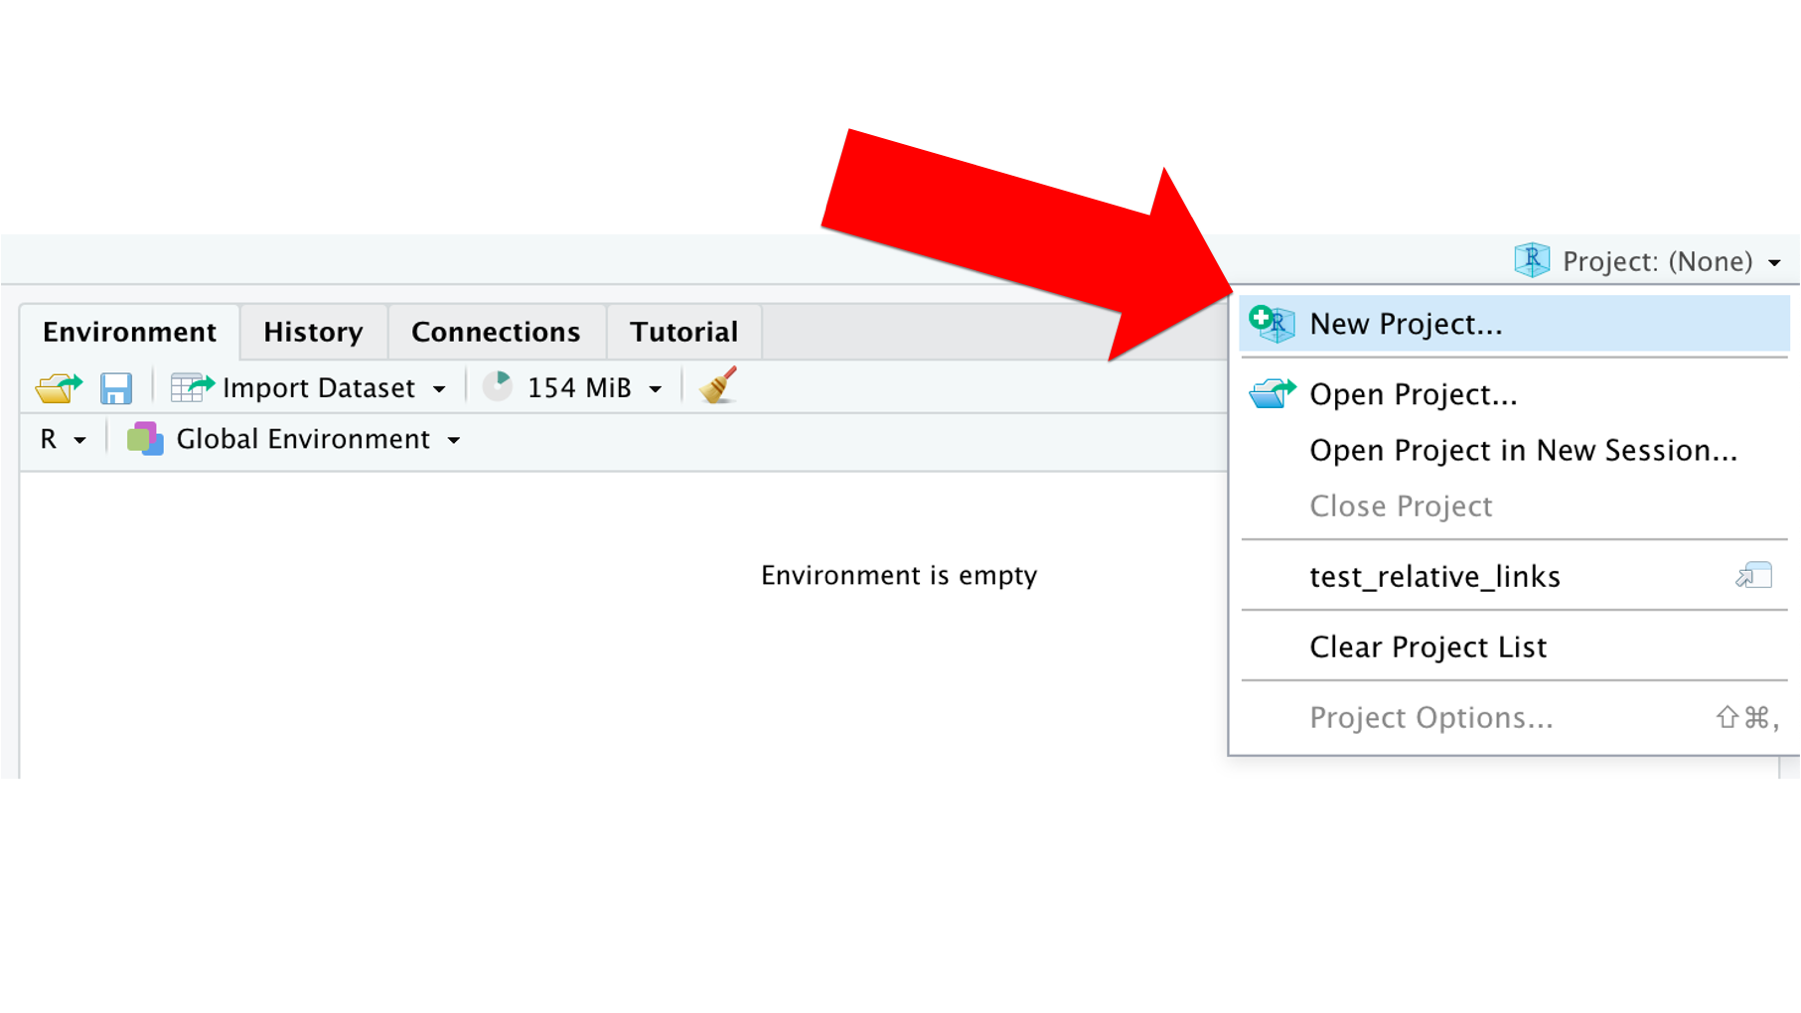 Project: (None)
Environment
History
Connections
Tutorial
Import Dataset
154 MiB
R
Global Environment
Environment is empty
New Project...
Open Project...
Open Project in New Session...
Close Project
test_relative_links
Clear Project List
Project Options... ⇧⌘,